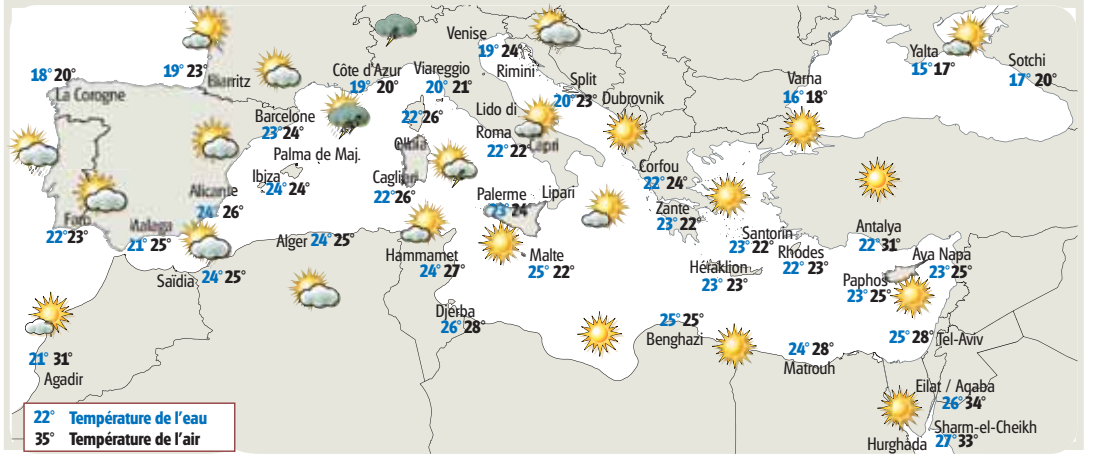 Venise
19° 24°
Rimini
Yalta
15° 17°
Sotchi
17° 20°
18° 20°
La Corogne
19° 23°
Biarritz
Côte d'Azur
19° 20°
Viareggio
20° 21°
Split
20° 23°
Dubrovnik
Varna
16° 18°
Barcelone
23° 24°
22° 26°
Olbia
Lido di
Roma
22° 22°
Capri
Palma de Maj.
Ibiza
24° 24°
Cagliari
22° 26°
Corfou
22° 24°
Alicante
24° 26°
Palerme
23° 24°
Lipari
Zante
23° 22°
Faro
22° 23°
Malaga
21° 25°
Alger 24° 25°
Santorin
23° 22°
Antalya
22° 31°
Hammamet
24° 27°
Malte
25° 22°
Héraklion
23° 23°
Rhodes
22° 23°
Aya Napa
23° 25°
Saïdia
24° 25°
Paphos
23° 25°
Djerba
26° 28°
25° 25°
Benghazi
25° 28°
Tel-Aviv
24° 28°
Matrouh
21° 31°
Agadir
Eilat / Aqaba
26° 34°
Sharm-el-Cheikh
27° 33°
Hurghada
22° Température de l'eau
35° Température de l'air